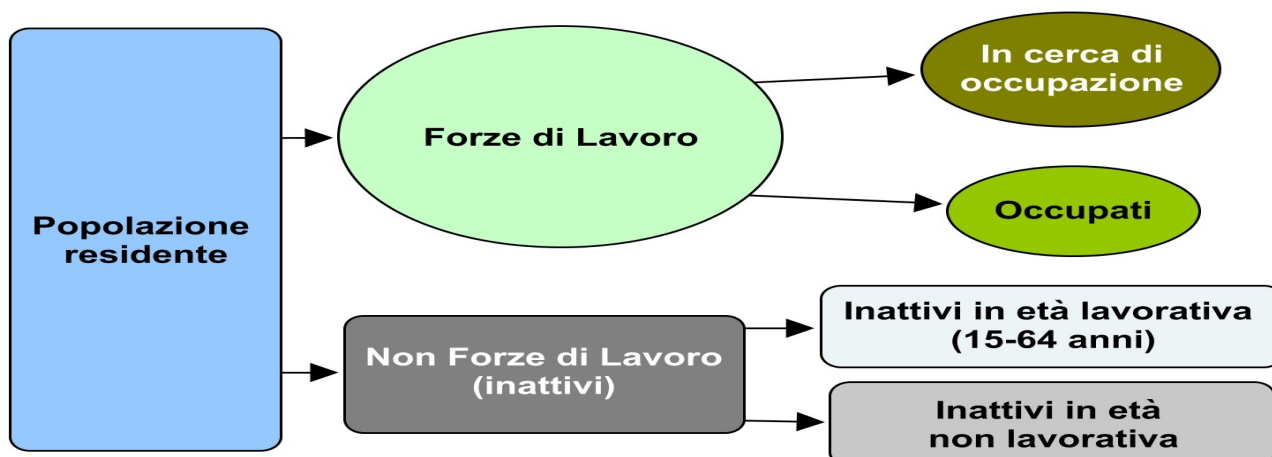 Popolazione
residente
Forze di Lavoro
In cerca di
occupazione
Occupati
Non Forze di Lavoro
(inattivi)
Inattivi in età lavorativa
(15-64 anni)
Inattivi in età
non lavorativa